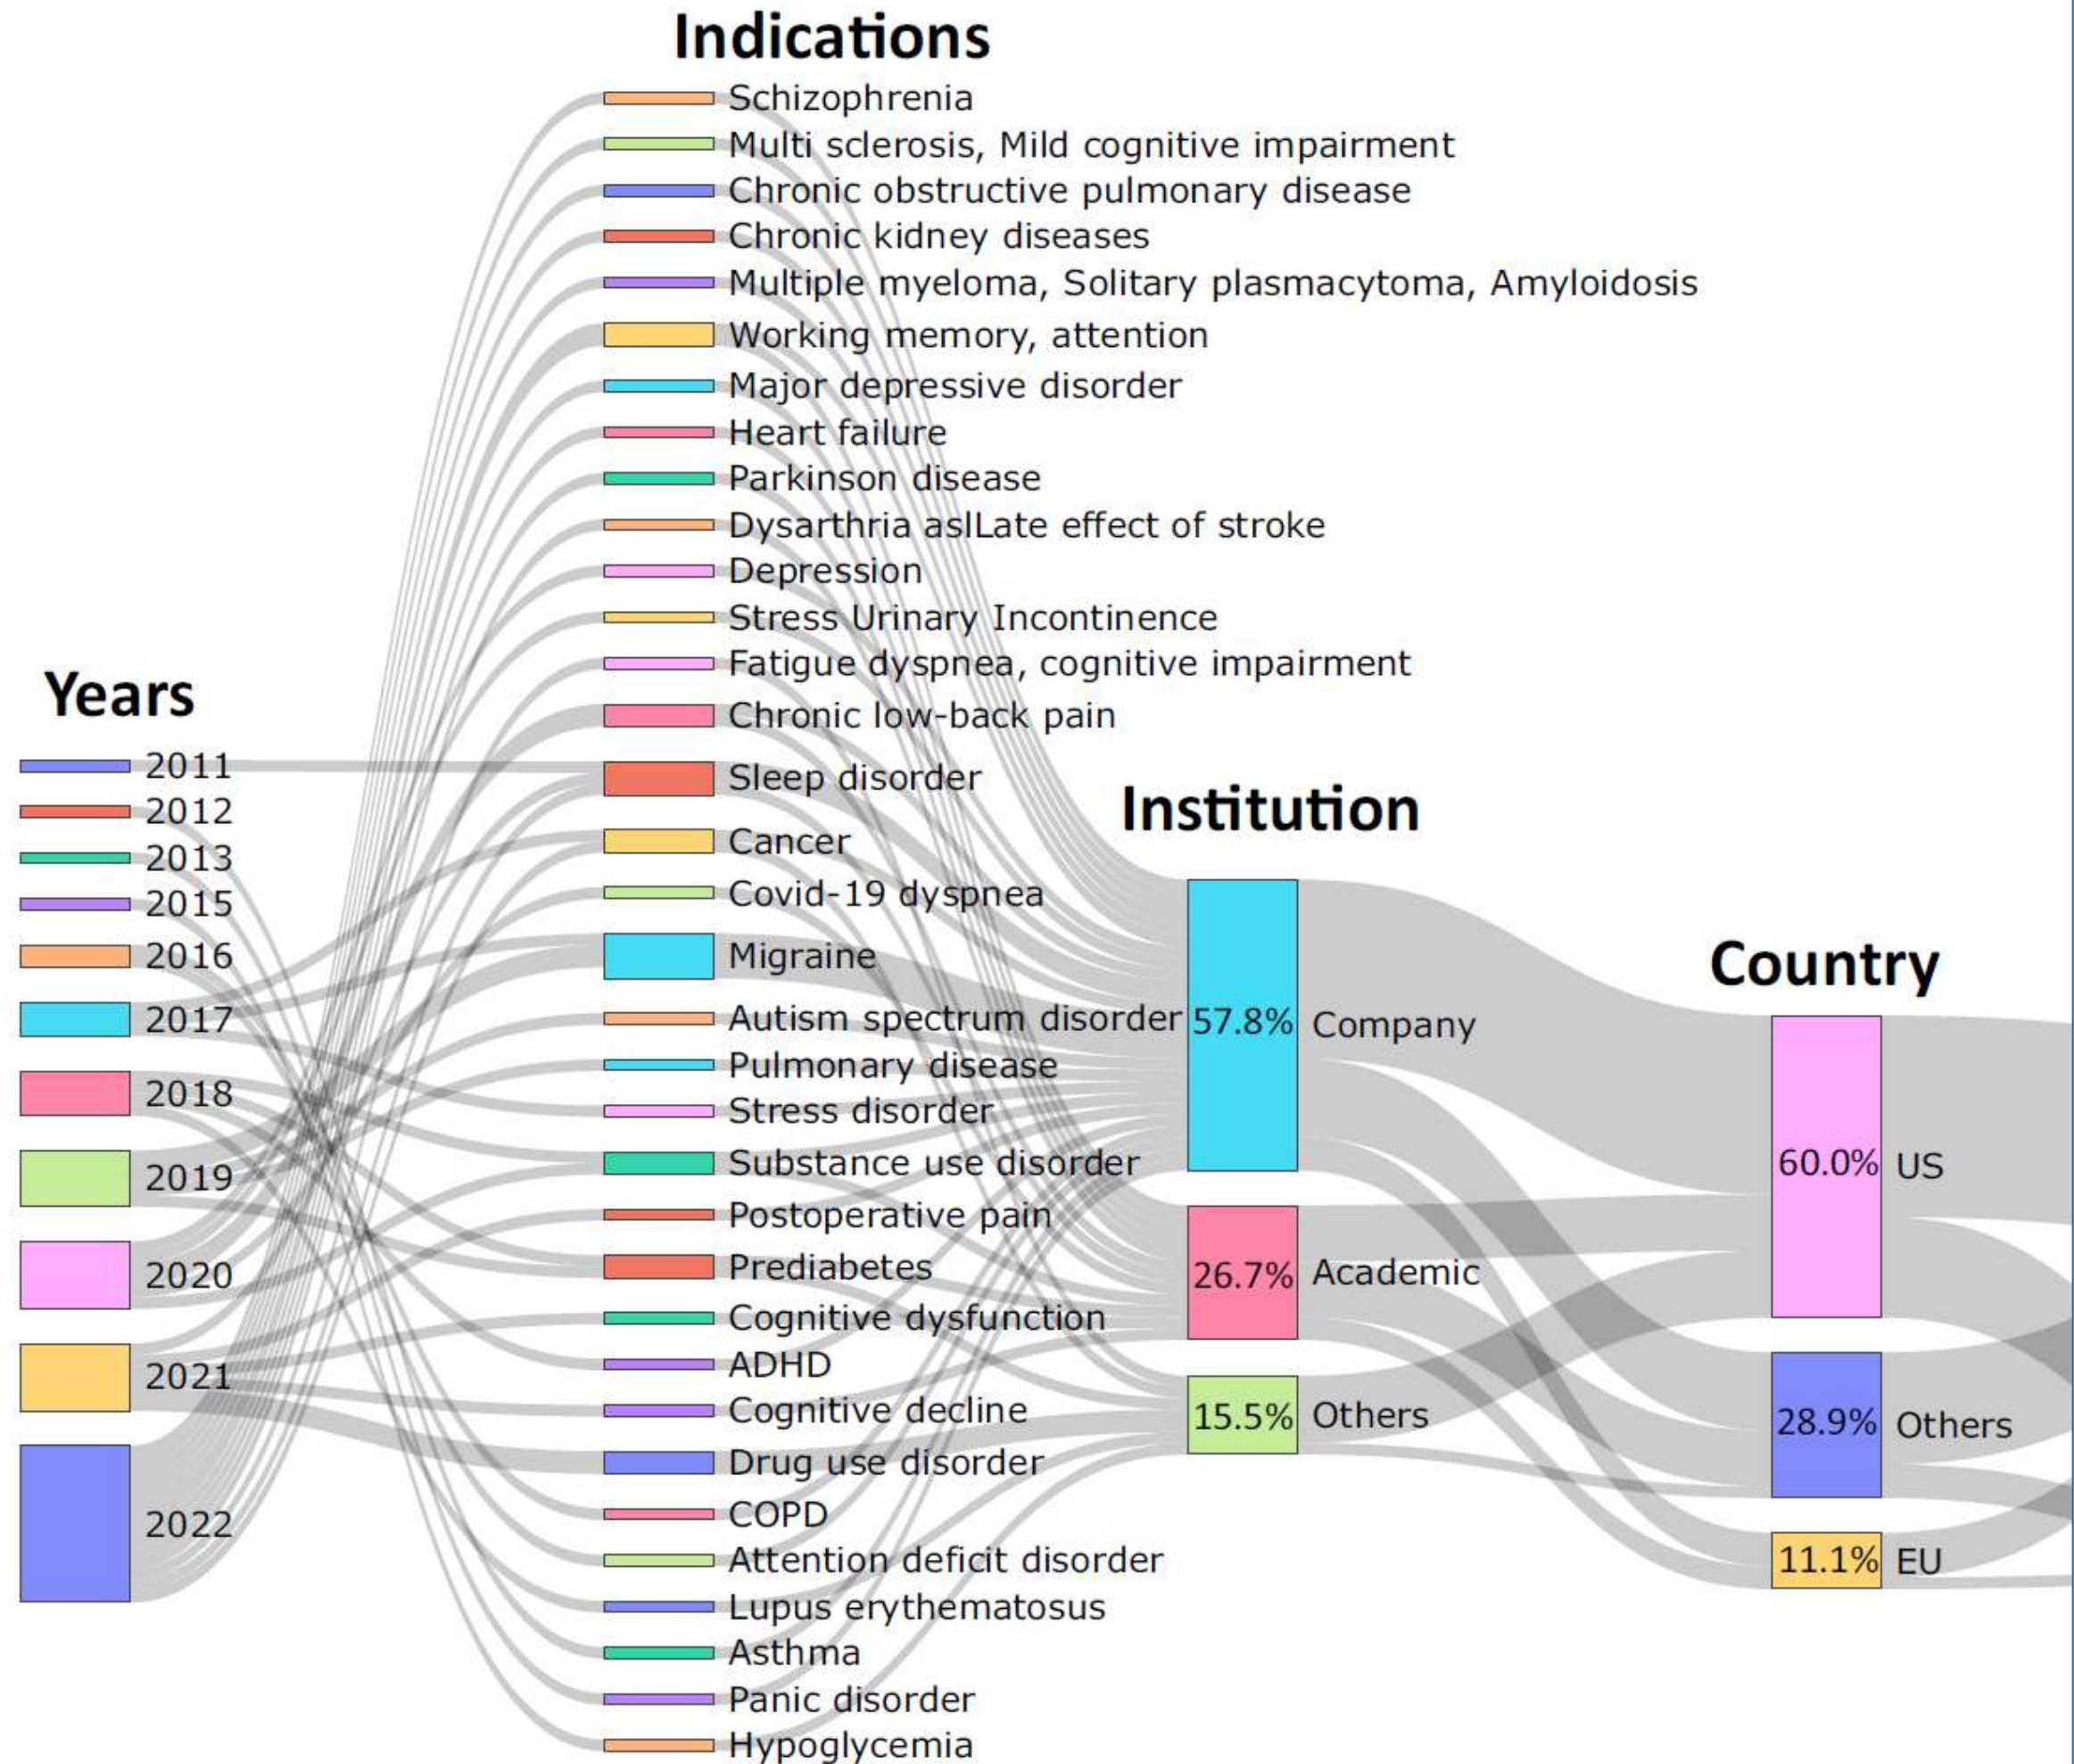 Indications
Schizophrenia
Multi sclerosis, Mild cognitive impairment
Chronic obstructive pulmonary disease
Chronic kidney diseases
Multiple myeloma, Solitary plasmacytoma, Amyloidosis
Working memory, attention
Major depressive disorder
Heart failure
Parkinson disease
Dysarthria aslLate effect of stroke
Depression
Stress Urinary Incontinence
Fatigue dyspnea, cognitive impairment
Chronic low-back pain
Sleep disorder
Cancer
Covid-19 dyspnea
Migraine
Autism spectrum disorder
Pulmonary disease
Stress disorder
Substance use disorder
Postoperative pain
Prediabetes
Cognitive dysfunction
ADHD
Cognitive decline
Drug use disorder
COPD
Attention deficit disorder
Lupus erythematosus
Asthma
Panic disorder
Hypoglycemia
Years
2011
2012
2013
2015
2016
2017
2018
2019
2020
2021
2022
Institution
57.8% Company
26.7% Academic
15.5% Others
Country
60.0% US
28.9% Others
11.1% EU